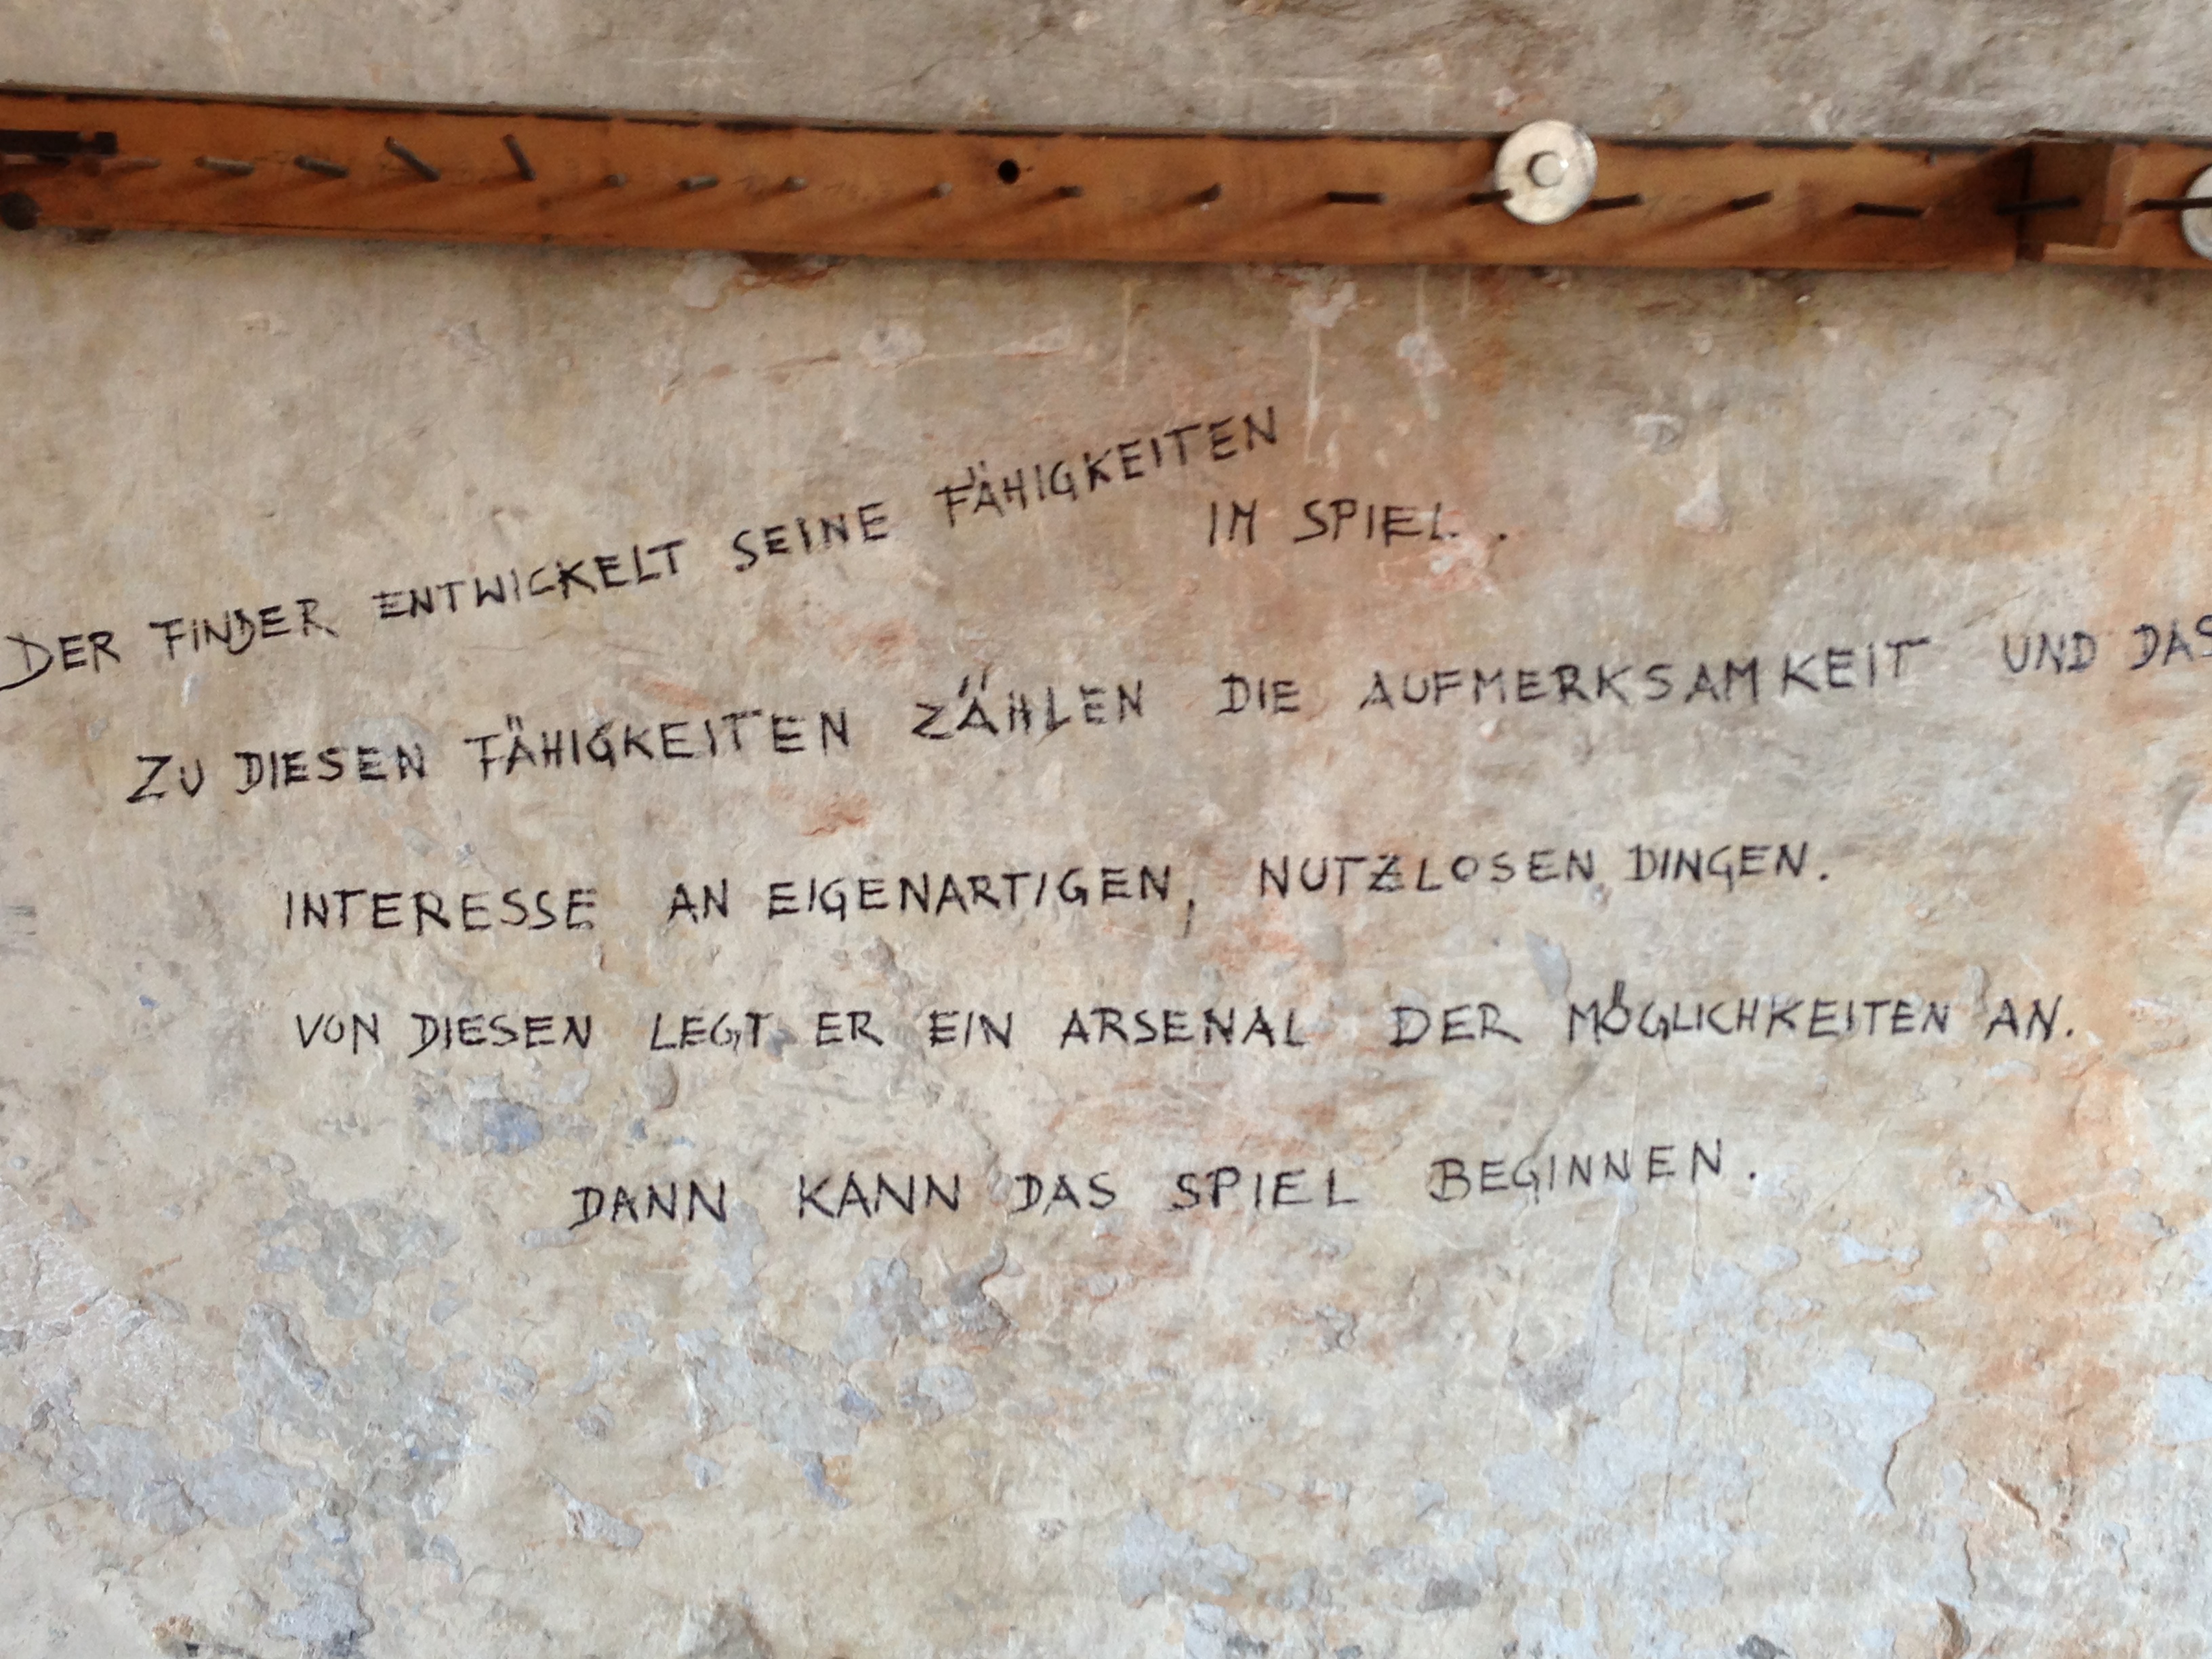 DER FINDER ENTWICKELT SEINE FÄHIGKEITEN
IM SPIEL.
ZU DIESEN FÄHIGKEITEN ZÄHLEN DIE AUFMERKSAMKEIT UND DAS
INTERESSE AN EIGENARTIGEN, NUTZLOSEN DINGEN.
VON DIESEN LEGT ER EIN ARSENAL DER MÖGLICHKEITEN AN.
DANN KANN DAS SPIEL BEGINNEN.